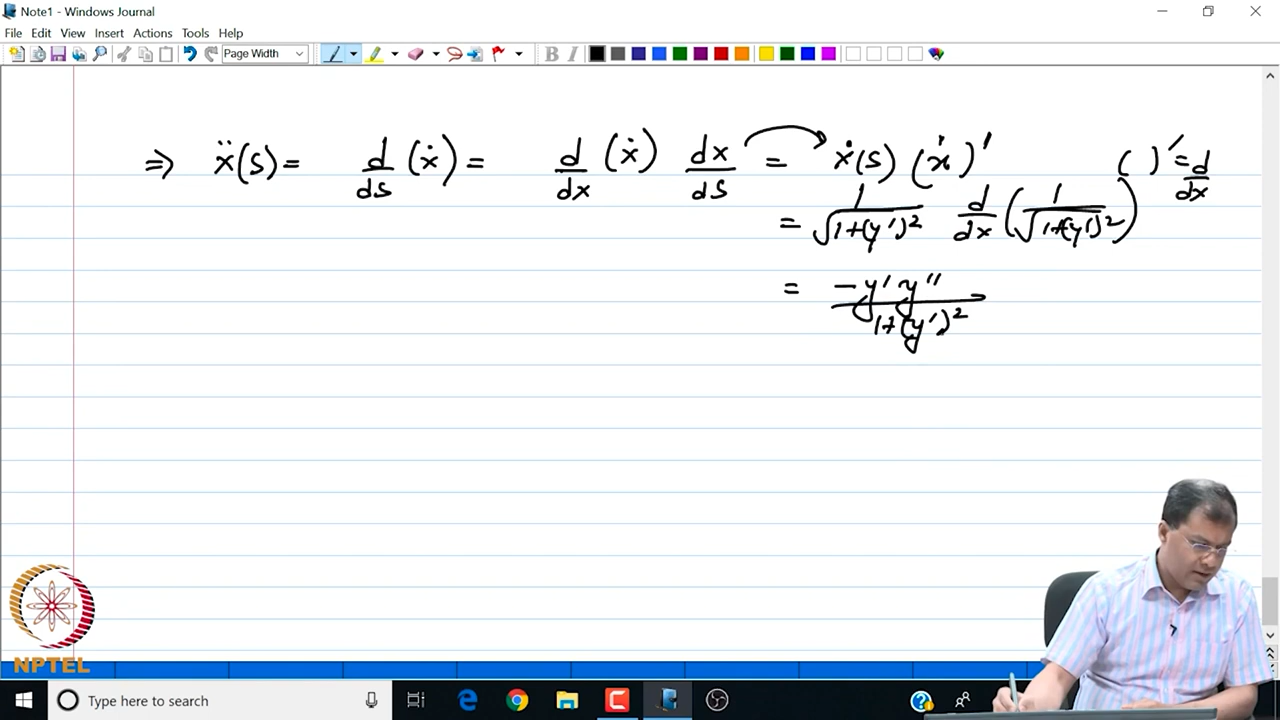 Note1 - Windows Journal
File Edit View Insert Actions Tools Help
Page Width B I
⇒ ẍ(s) = d/ds (ẋ) = d/dx (ẋ) dx/ds = ẋ(s) (ẋ)' ( )' = d/dx
= 1/√1+(y')² d/dx (1/√1+(y')²)
= -y'y''/1+(y')²
NPTEL
Type here to search